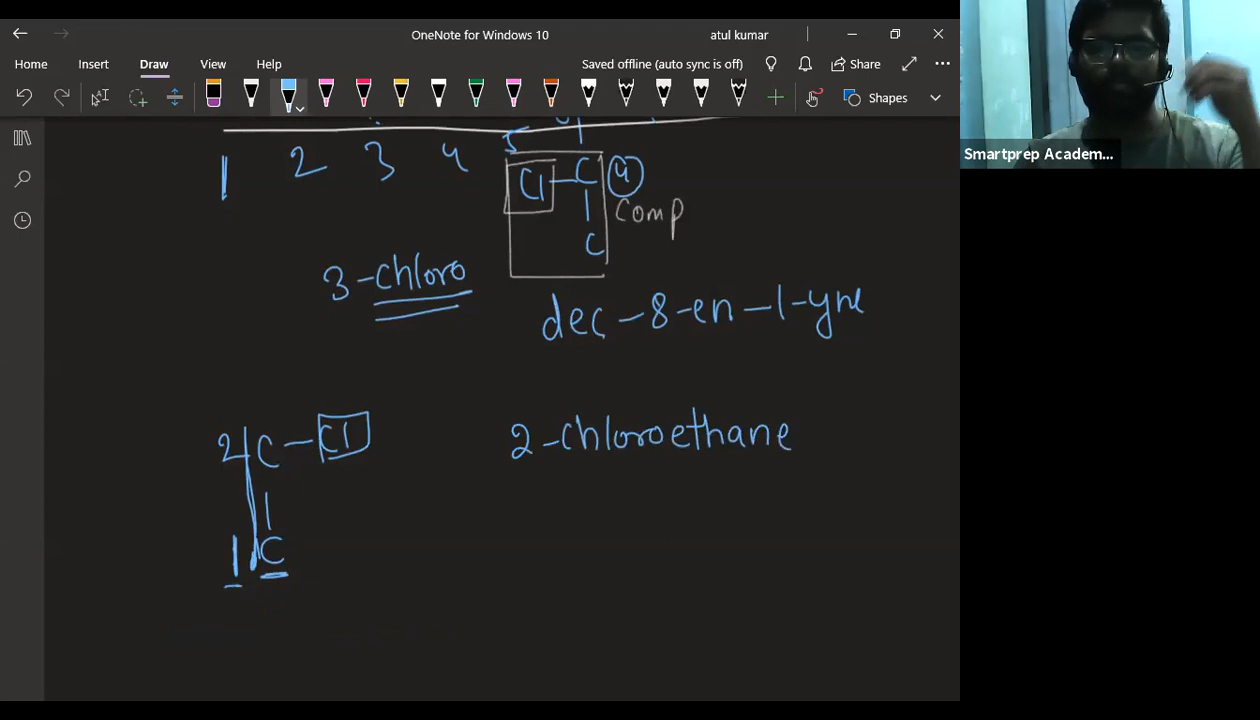 OneNote for Windows 10
atul kumar
Home Insert Draw View Help
Saved offline (auto sync is off)
Share
Shapes
Smartprep Academ...
1 2 3 4 5
Cl-C 4
Comp
C
3-chloro
dec-8-en-1-yne
2 C-Cl
2-chloroethane
1 C